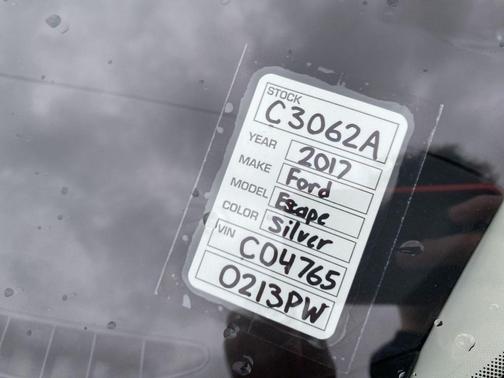 STOCK
C3062A
YEAR 2017
MAKE Ford
MODEL Escape
COLOR Silver
VIN C04765
0213PW